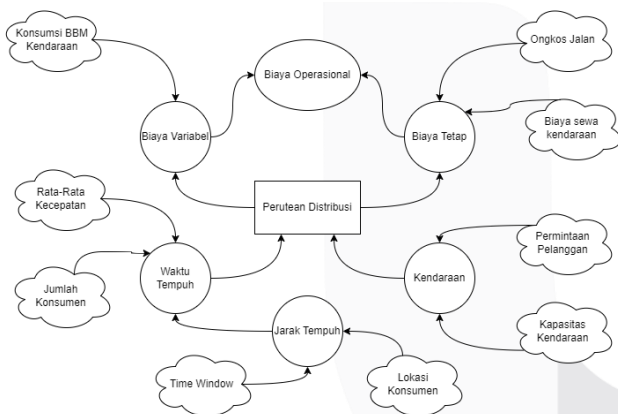 Konsumsi BBM
Kendaraan
Ongkos Jalan
Biaya Operasional
Biaya Variabel
Biaya Tetap
Biaya sewa
kendaraan
Rata-Rata
Kecepatan
Perutean Distribusi
Permintaan
Pelanggan
Waktu
Tempuh
Kendaraan
Jumlah
Konsumen
Jarak Tempuh
Kapasitas
Kendaraan
Time Window
Lokasi
Konsumen